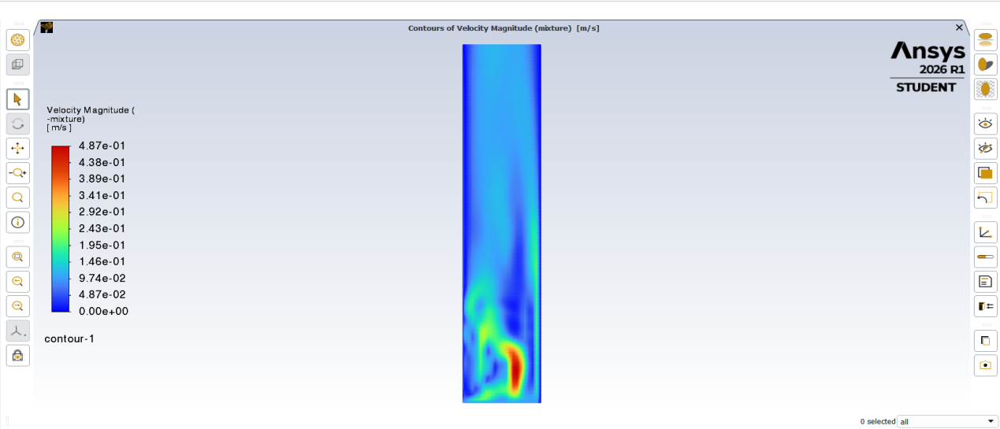 Contours of Velocity Magnitude (mixture) [m/s]
Ansys
2026 R1
STUDENT
Velocity Magnitude (
-mixture)
[ m/s ]
4.87e-01
4.38e-01
3.89e-01
3.41e-01
2.92e-01
2.43e-01
1.95e-01
1.46e-01
9.74e-02
4.87e-02
0.00e+00
contour-1
0 selected all